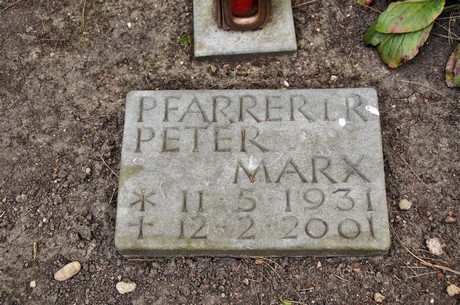 PFARRER I.R.
PETER
MARX
* 11 5 1931
† 12 2 2001